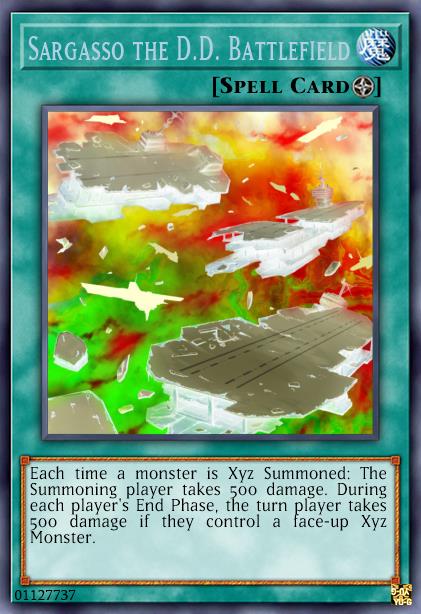 Sargasso the D.D. Battlefield
魔
[Spell Card]
Each time a monster is Xyz Summoned: The
Summoning player takes 500 damage. During
each player's End Phase, the turn player takes
500 damage if they control a face-up Xyz
Monster.
01127737